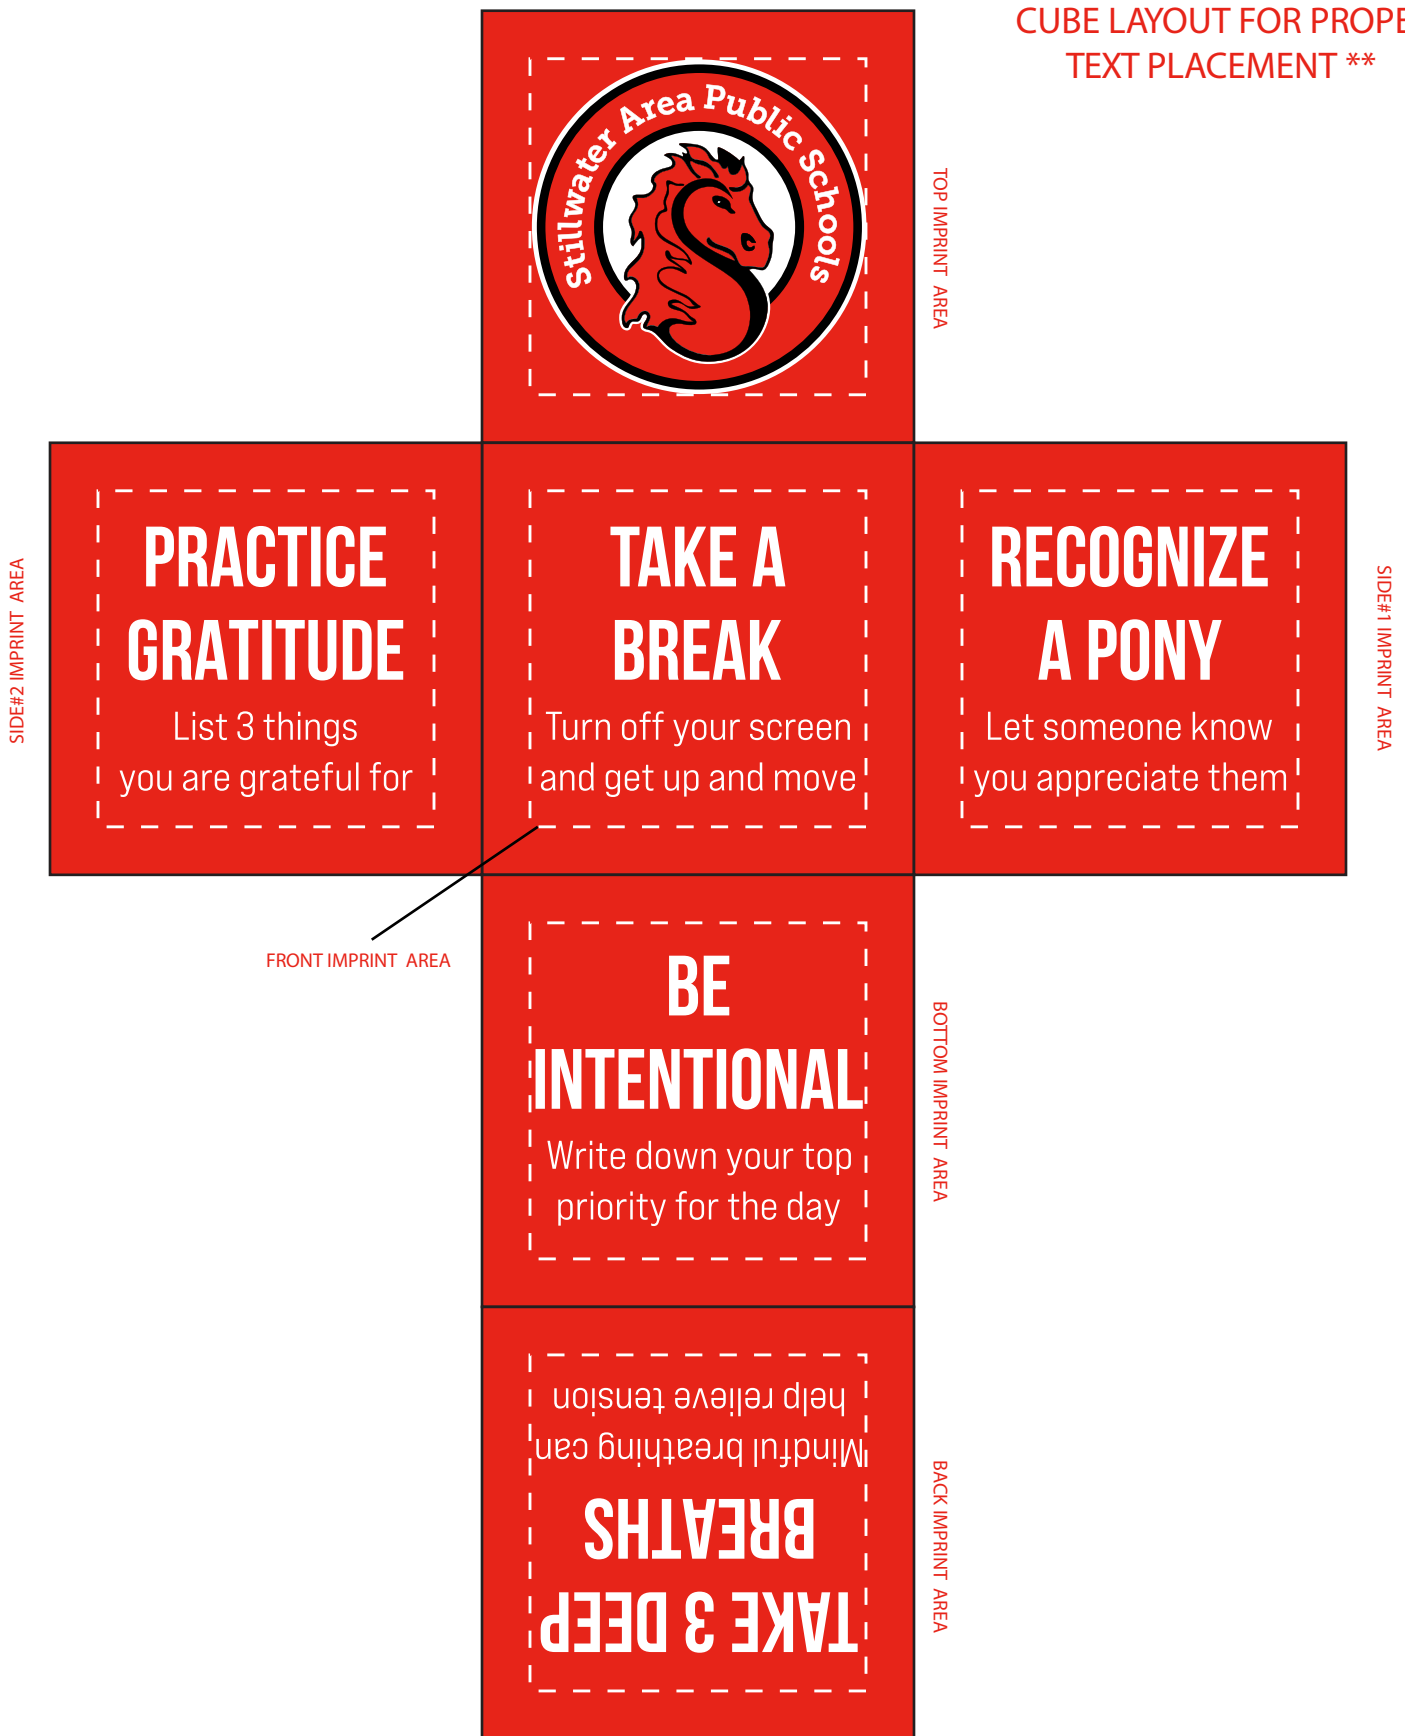 CUBE LAYOUT FOR PROPE
TEXT PLACEMENT **
Stillwater Area Public Schools
TOP IMPRINT AREA
PRACTICE
GRATITUDE
List 3 things
you are grateful for
SIDE#2 IMPRINT AREA
TAKE A
BREAK
Turn off your screen
and get up and move
RECOGNIZE
A PONY
Let someone know
you appreciate them
SIDE#1 IMPRINT AREA
FRONT IMPRINT AREA
BE
INTENTIONAL
Write down your top
priority for the day
BOTTOM IMPRINT AREA
TAKE 3 DEEP
BREATHS
Mindful breathing can
help relieve tension
BACK IMPRINT AREA